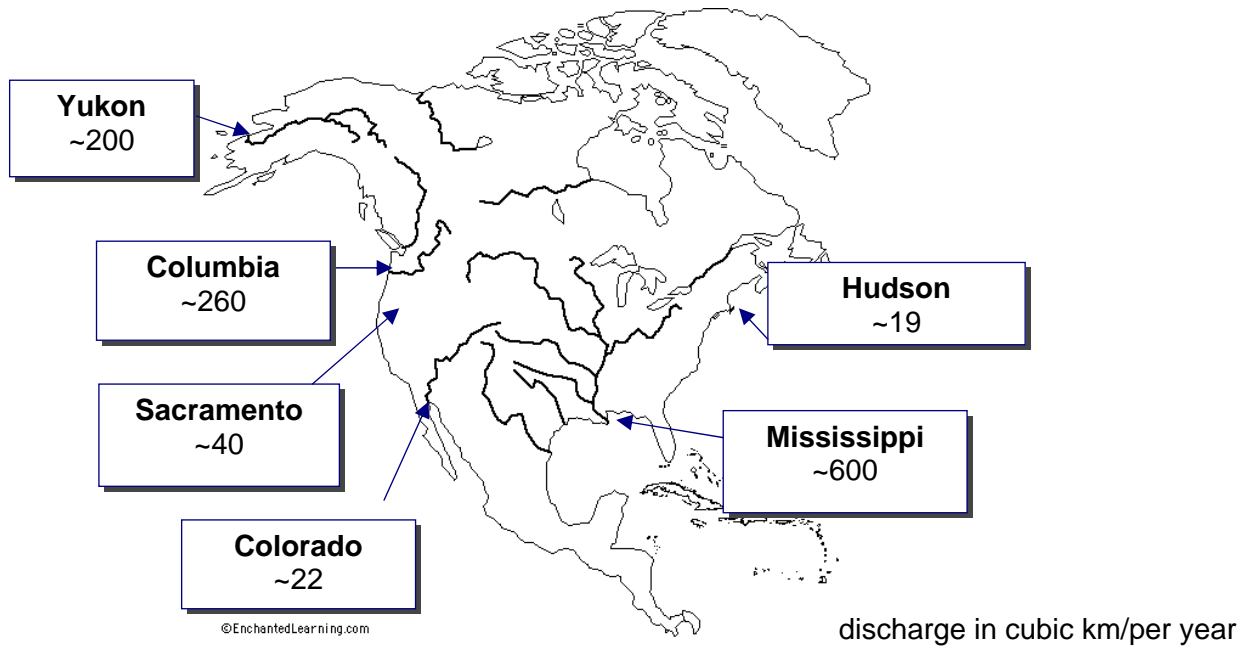 Yukon
~200
Columbia
~260
Hudson
~19
Sacramento
~40
Mississippi
~600
Colorado
~22
©EnchantedLearning.com
discharge in cubic km/per year